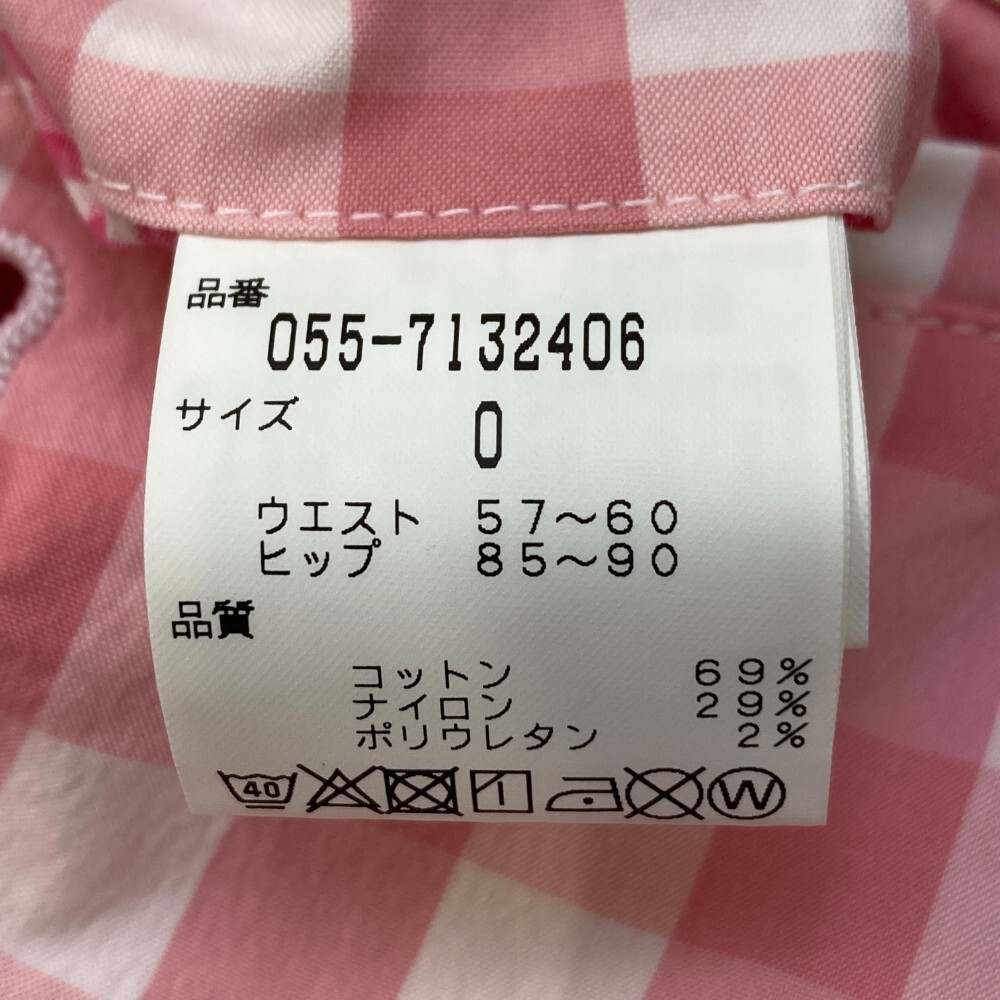 品番
055-7132406
サイズ 0
ウエスト 57～60
ヒップ 85～90
品質
コットン 69%
ナイロン 29%
ポリウレタン 2%
40 W